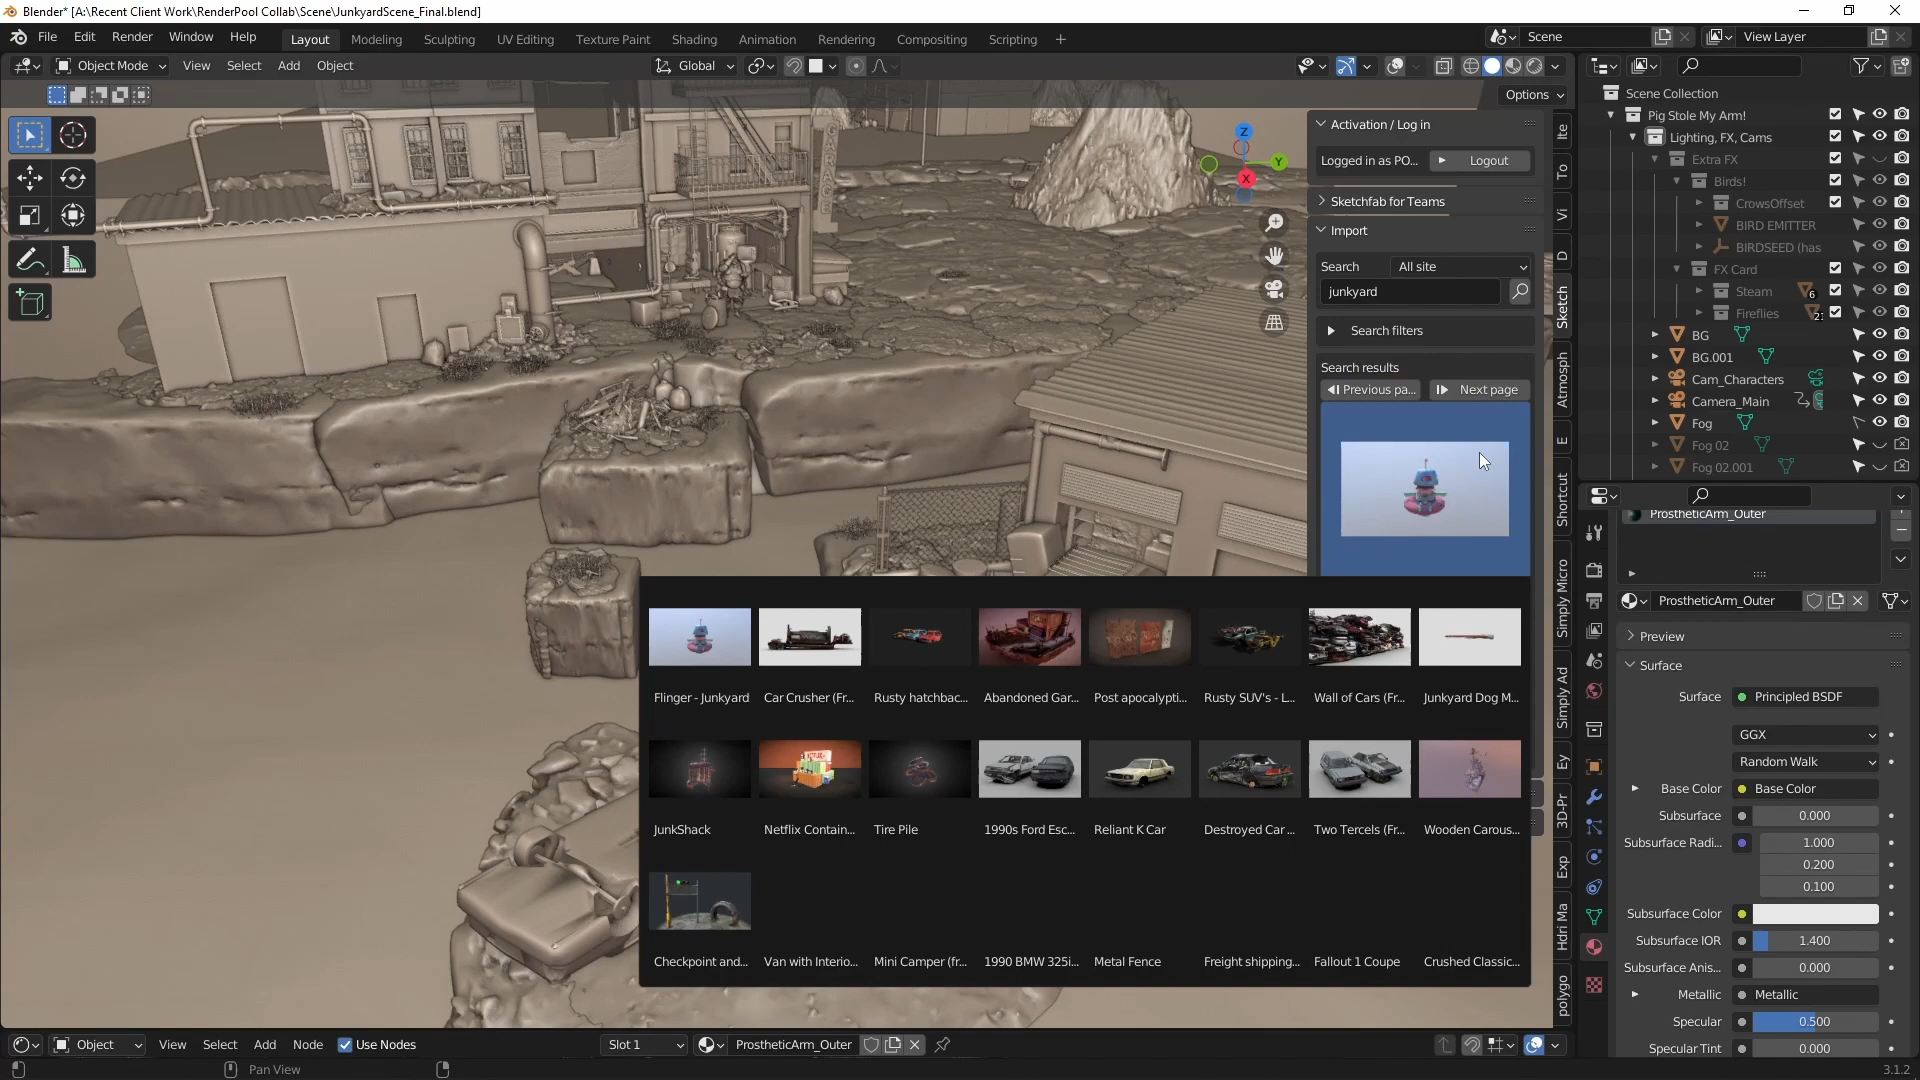 Blender* [A:\Recent Client Work\RenderPool Collab\Scene\JunkyardScene_Final.blend]
File Edit Render Window Help Layout Modeling Sculpting UV Editing Texture Paint Shading Animation Rendering Compositing Scripting + Scene View Layer
Object Mode View Select Add Object Global
Options
Activation / Log in
Logged in as PO... Logout
Sketchfab for Teams
Import
Search All site
junkyard
Search filters
Search results
Previous pa... Next page
Z
Y
X
GARAGE
Ite
To
Vi
D
Sketch
Atmosph
E
Shortcut
Simply Micro
Simply Ad
Ey
3D-Pr
Exp
Hdri Ma
polygo
Flinger - Junkyard Car Crusher (Fr... Rusty hatchbac... Abandoned Gar... Post apocalypti... Rusty SUV's - L... Wall of Cars (Fr... Junkyard Dog M...
JunkShack Netflix Contain... Tire Pile 1990s Ford Esc... Reliant K Car Destroyed Car ... Two Tercels (Fr... Wooden Carous...
Checkpoint and... Van with Interio... Mini Camper (fr... 1990 BMW 325i... Metal Fence Freight shipping... Fallout 1 Coupe Crushed Classic...
Scene Collection
Pig Stole My Arm!
Lighting, FX, Cams
Extra FX
Birds!
CrowsOffset
BIRD EMITTER
BIRDSEED (has
FX Card
Steam 6
Fireflies 21
BG
BG.001
Cam_Characters
Camera_Main
Fog
Fog 02
Fog 02.001
ProstheticArm_Outer
ProstheticArm_Outer
Preview
Surface
Surface Principled BSDF
GGX
Random Walk
Base Color Base Color
Subsurface 0.000
Subsurface Radi... 1.000
0.200
0.100
Subsurface Color
Subsurface IOR 1.400
Subsurface Anis... 0.000
Metallic Metallic
Specular 0.500
Specular Tint 0.000
Object View Select Add Node Use Nodes Slot 1 ProstheticArm_Outer
Pan View
3.1.2